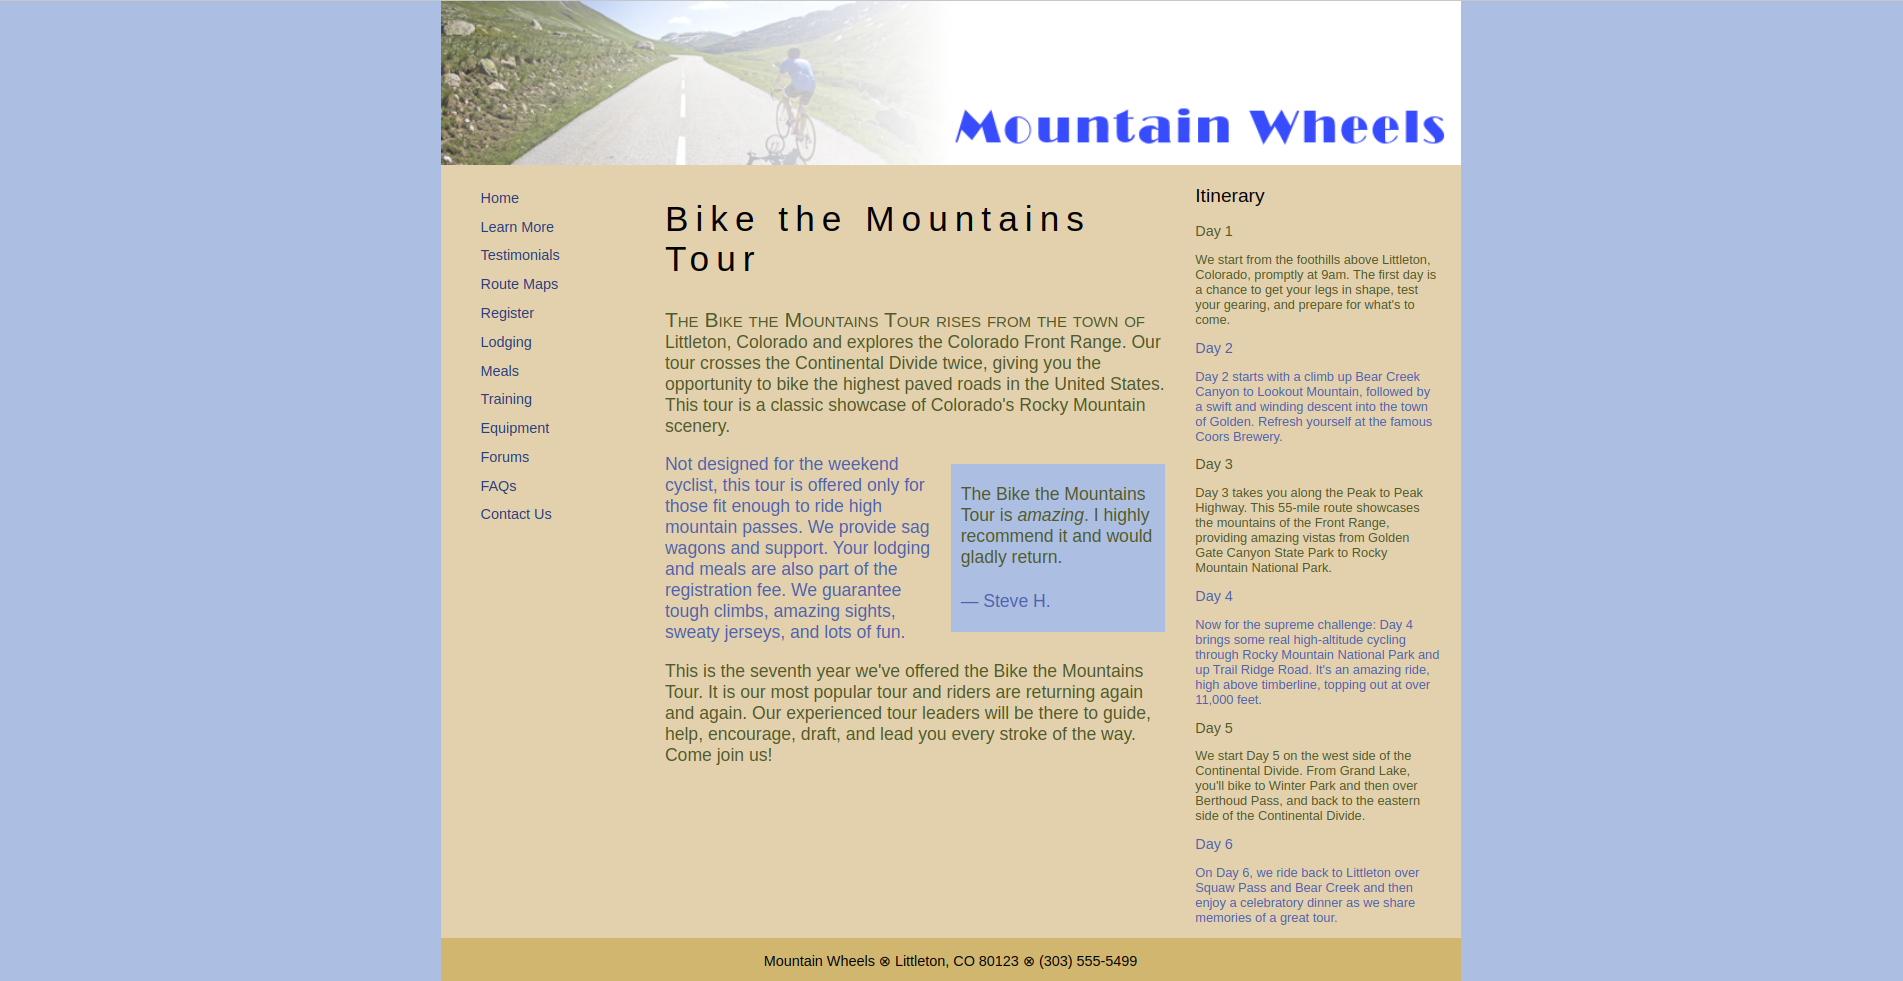 Mountain Wheels
Home
Learn More
Testimonials
Route Maps
Register
Lodging
Meals
Training
Equipment
Forums
FAQs
Contact Us
Bike the Mountains
Tour
The Bike the Mountains Tour rises from the town of
Littleton, Colorado and explores the Colorado Front Range. Our
tour crosses the Continental Divide twice, giving you the
opportunity to bike the highest paved roads in the United States.
This tour is a classic showcase of Colorado's Rocky Mountain
scenery.
Not designed for the weekend
cyclist, this tour is offered only for
those fit enough to ride high
mountain passes. We provide sag
wagons and support. Your lodging
and meals are also part of the
registration fee. We guarantee
tough climbs, amazing sights,
sweaty jerseys, and lots of fun.
The Bike the Mountains
Tour is amazing. I highly
recommend it and would
gladly return.
— Steve H.
This is the seventh year we've offered the Bike the Mountains
Tour. It is our most popular tour and riders are returning again
and again. Our experienced tour leaders will be there to guide,
help, encourage, draft, and lead you every stroke of the way.
Come join us!
Itinerary
Day 1
We start from the foothills above Littleton,
Colorado, promptly at 9am. The first day is
a chance to get your legs in shape, test
your gearing, and prepare for what's to
come.
Day 2
Day 2 starts with a climb up Bear Creek
Canyon to Lookout Mountain, followed by
a swift and winding descent into the town
of Golden. Refresh yourself at the famous
Coors Brewery.
Day 3
Day 3 takes you along the Peak to Peak
Highway. This 55-mile route showcases
the mountains of the Front Range,
providing amazing vistas from Golden
Gate Canyon State Park to Rocky
Mountain National Park.
Day 4
Now for the supreme challenge: Day 4
brings some real high-altitude cycling
through Rocky Mountain National Park and
up Trail Ridge Road. It's an amazing ride,
high above timberline, topping out at over
11,000 feet.
Day 5
We start Day 5 on the west side of the
Continental Divide. From Grand Lake,
you'll bike to Winter Park and then over
Berthoud Pass, and back to the eastern
side of the Continental Divide.
Day 6
On Day 6, we ride back to Littleton over
Squaw Pass and Bear Creek and then
enjoy a celebratory dinner as we share
memories of a great tour.
Mountain Wheels ⊗ Littleton, CO 80123 ⊗ (303) 555-5499